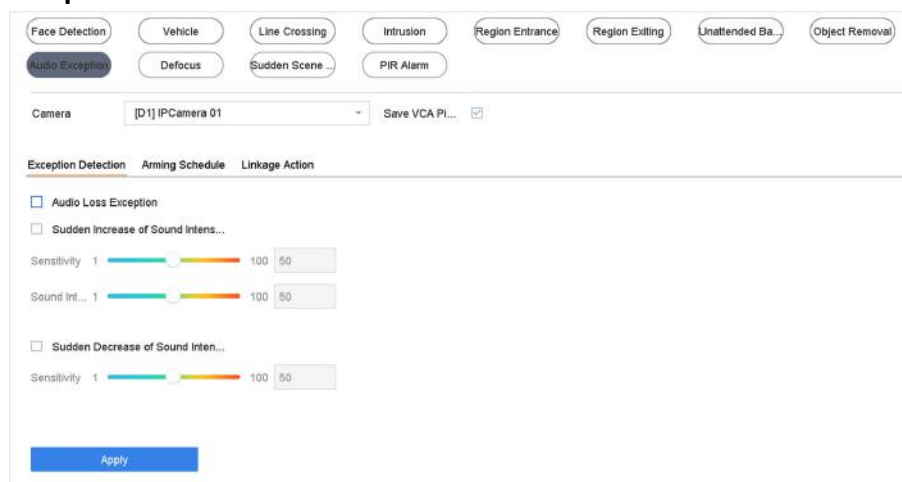 Face Detection Vehicle Line Crossing Intrusion Region Entrance Region Exiting Unattended Ba... Object Removal
Audio Exception Defocus Sudden Scene ... PIR Alarm
Camera [D1] IPCamera 01 Save VCA Pi...
Exception Detection Arming Schedule Linkage Action
Audio Loss Exception
Sudden Increase of Sound Intens...
Sensitivity 1 100 50
Sound Int... 1 100 50
Sudden Decrease of Sound Inten...
Sensitivity 1 100 50
Apply